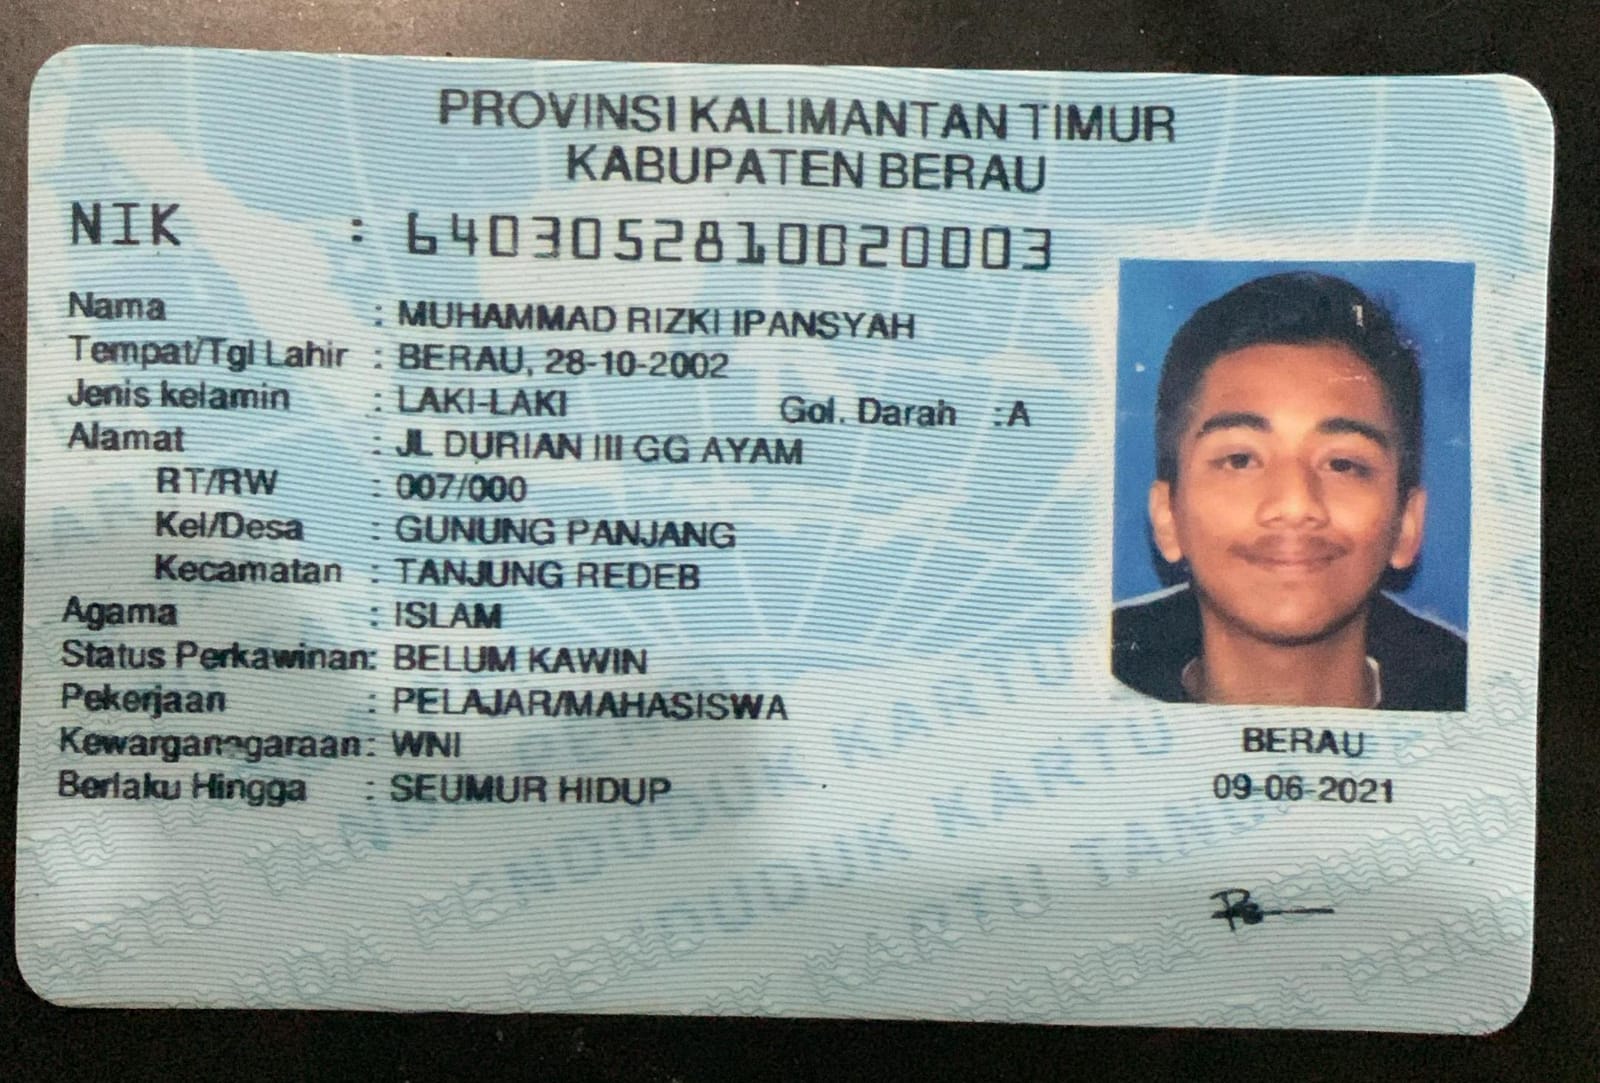 PROVINSI KALIMANTAN TIMUR
KABUPATEN BERAU
NIK : 6403052810020003
Nama : MUHAMMAD RIZKI IPANSYAH
Tempat/Tgl Lahir : BERAU, 28-10-2002
Jenis kelamin : LAKI-LAKI Gol. Darah : A
Alamat : JL DURIAN III GG AYAM
RT/RW : 007/000
Kel/Desa : GUNUNG PANJANG
Kecamatan : TANJUNG REDEB
Agama : ISLAM
Status Perkawinan: BELUM KAWIN
Pekerjaan : PELAJAR/MAHASISWA
Kewarganegaraan: WNI
Berlaku Hingga : SEUMUR HIDUP
BERAU
09-06-2021